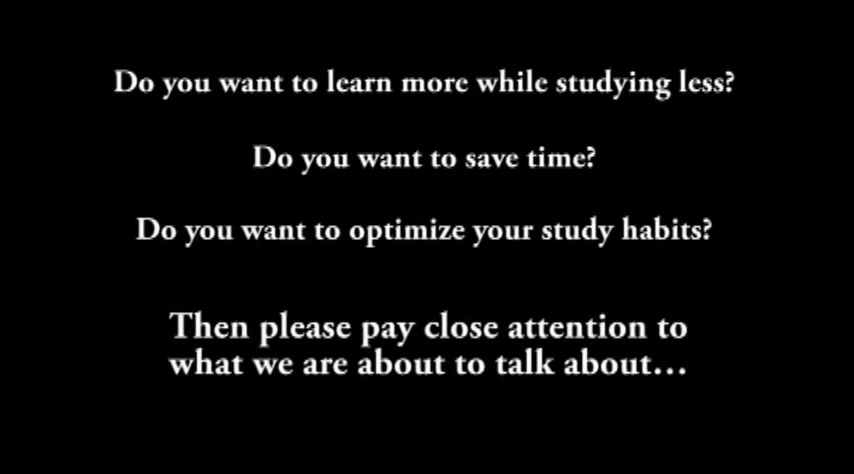 Do you want to learn more while studying less?
Do you want to save time?
Do you want to optimize your study habits?
Then please pay close attention to
what we are about to talk about...